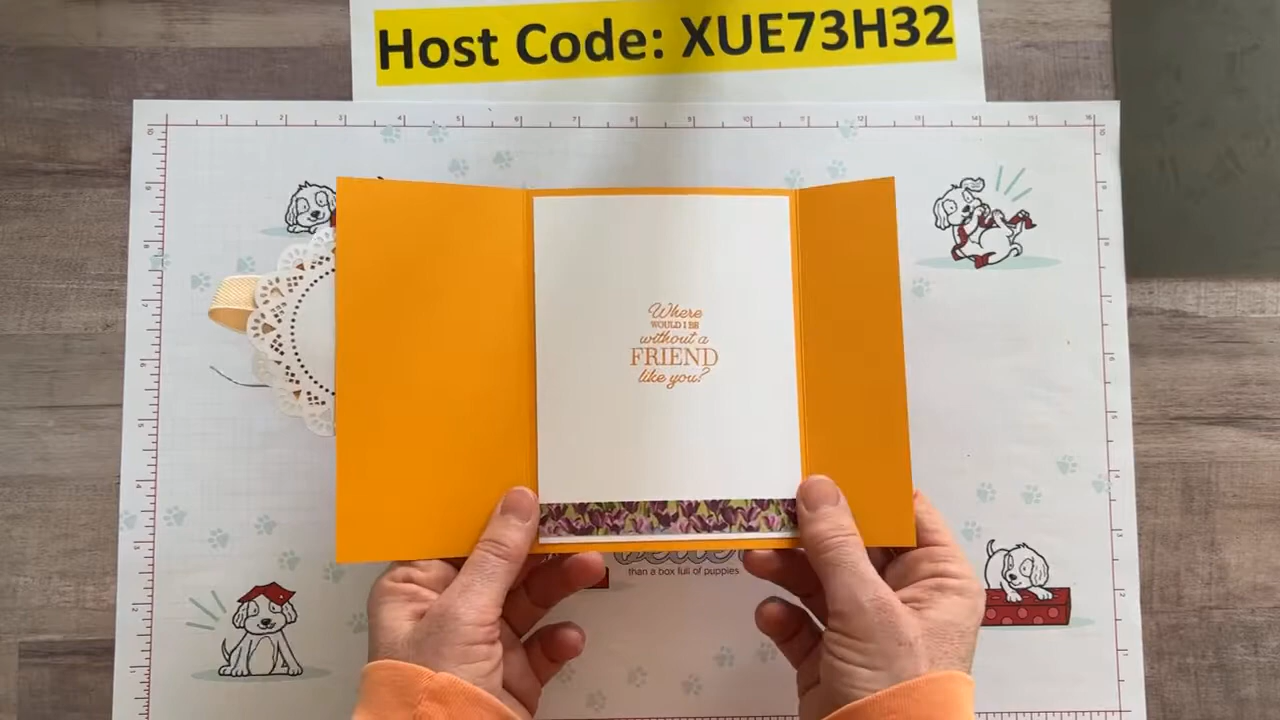 Host Code: XUE73H32
Where
WOULD I BE
without a
FRIEND
like you?
than a box full of puppies